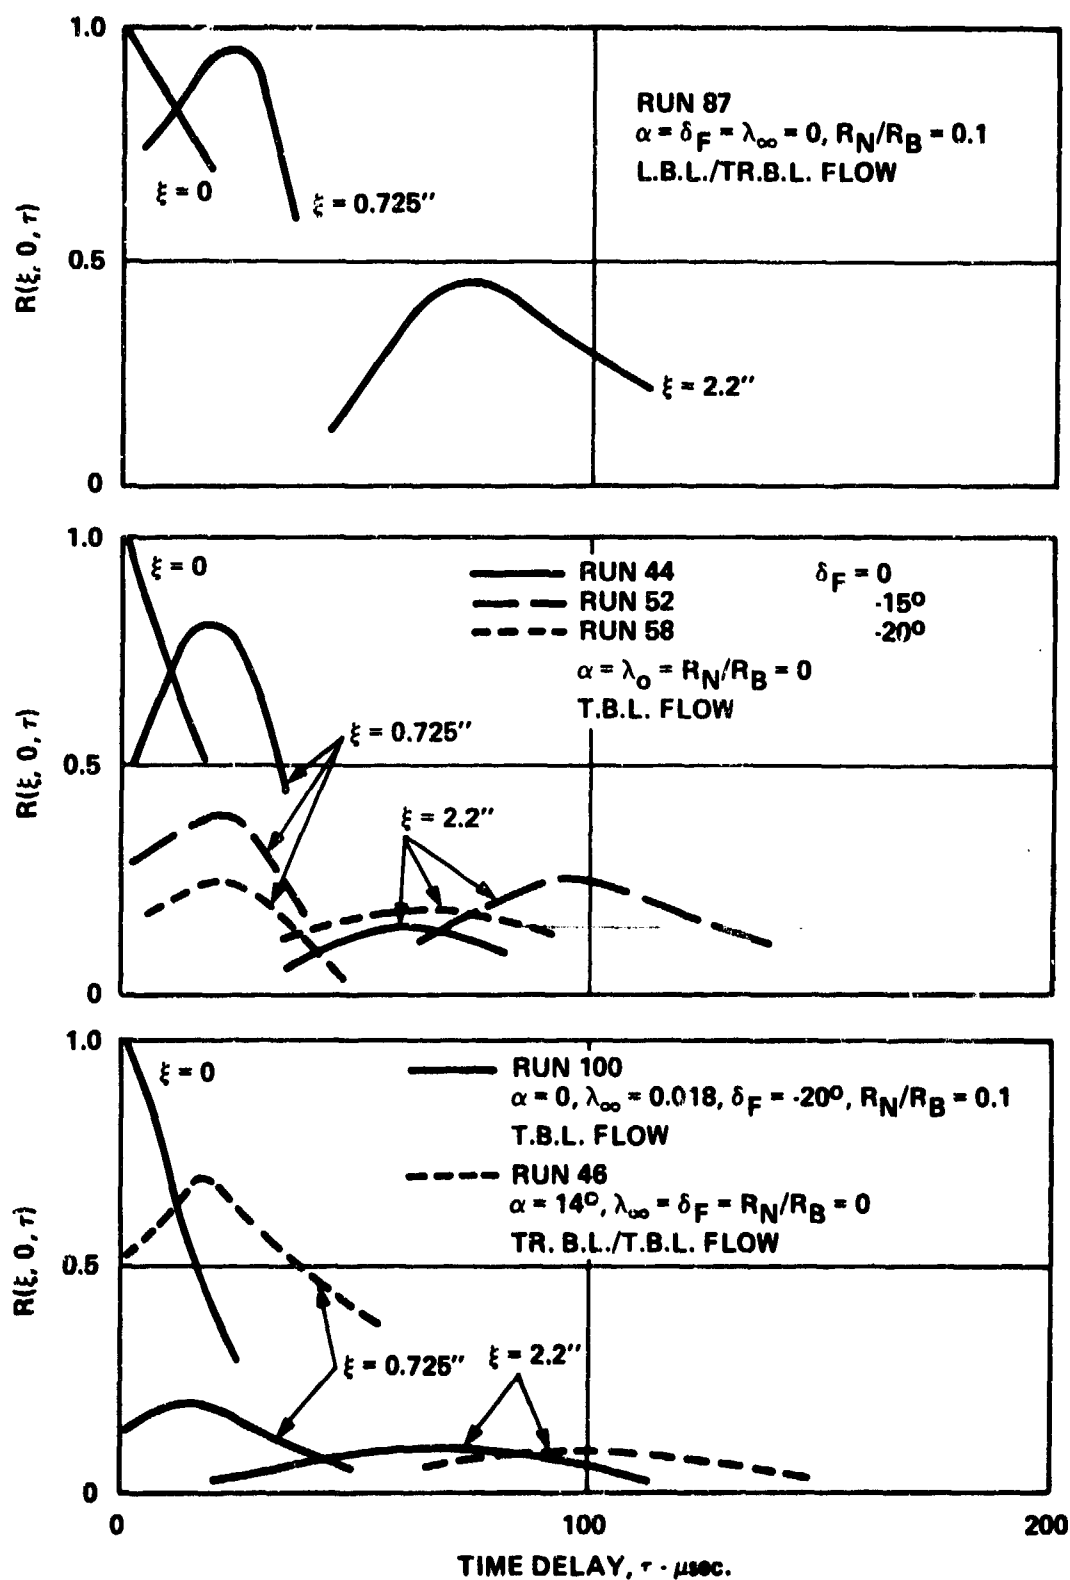 1.0
RUN 87
α = δF = λ∞ = 0, RN/RB = 0.1
L.B.L./TR.B.L. FLOW
ξ = 0
ξ = 0.725"
R(ξ, 0, τ)
0.5
ξ = 2.2"
0
1.0
ξ = 0
RUN 44 δF = 0
RUN 52 -15°
RUN 58 -20°
α = λo = RN/RB = 0
T.B.L. FLOW
ξ = 0.725"
R(ξ, 0, τ)
0.5
ξ = 2.2"
0
1.0
ξ = 0
RUN 100
α = 0, λ∞ = 0.018, δF = -20°, RN/RB = 0.1
T.B.L. FLOW
RUN 46
α = 14°, λ∞ = δF = RN/RB = 0
TR. B.L./T.B.L. FLOW
R(ξ, 0, τ)
0.5
ξ = 0.725" ξ = 2.2"
0
0 100 200
TIME DELAY, τ - μsec.